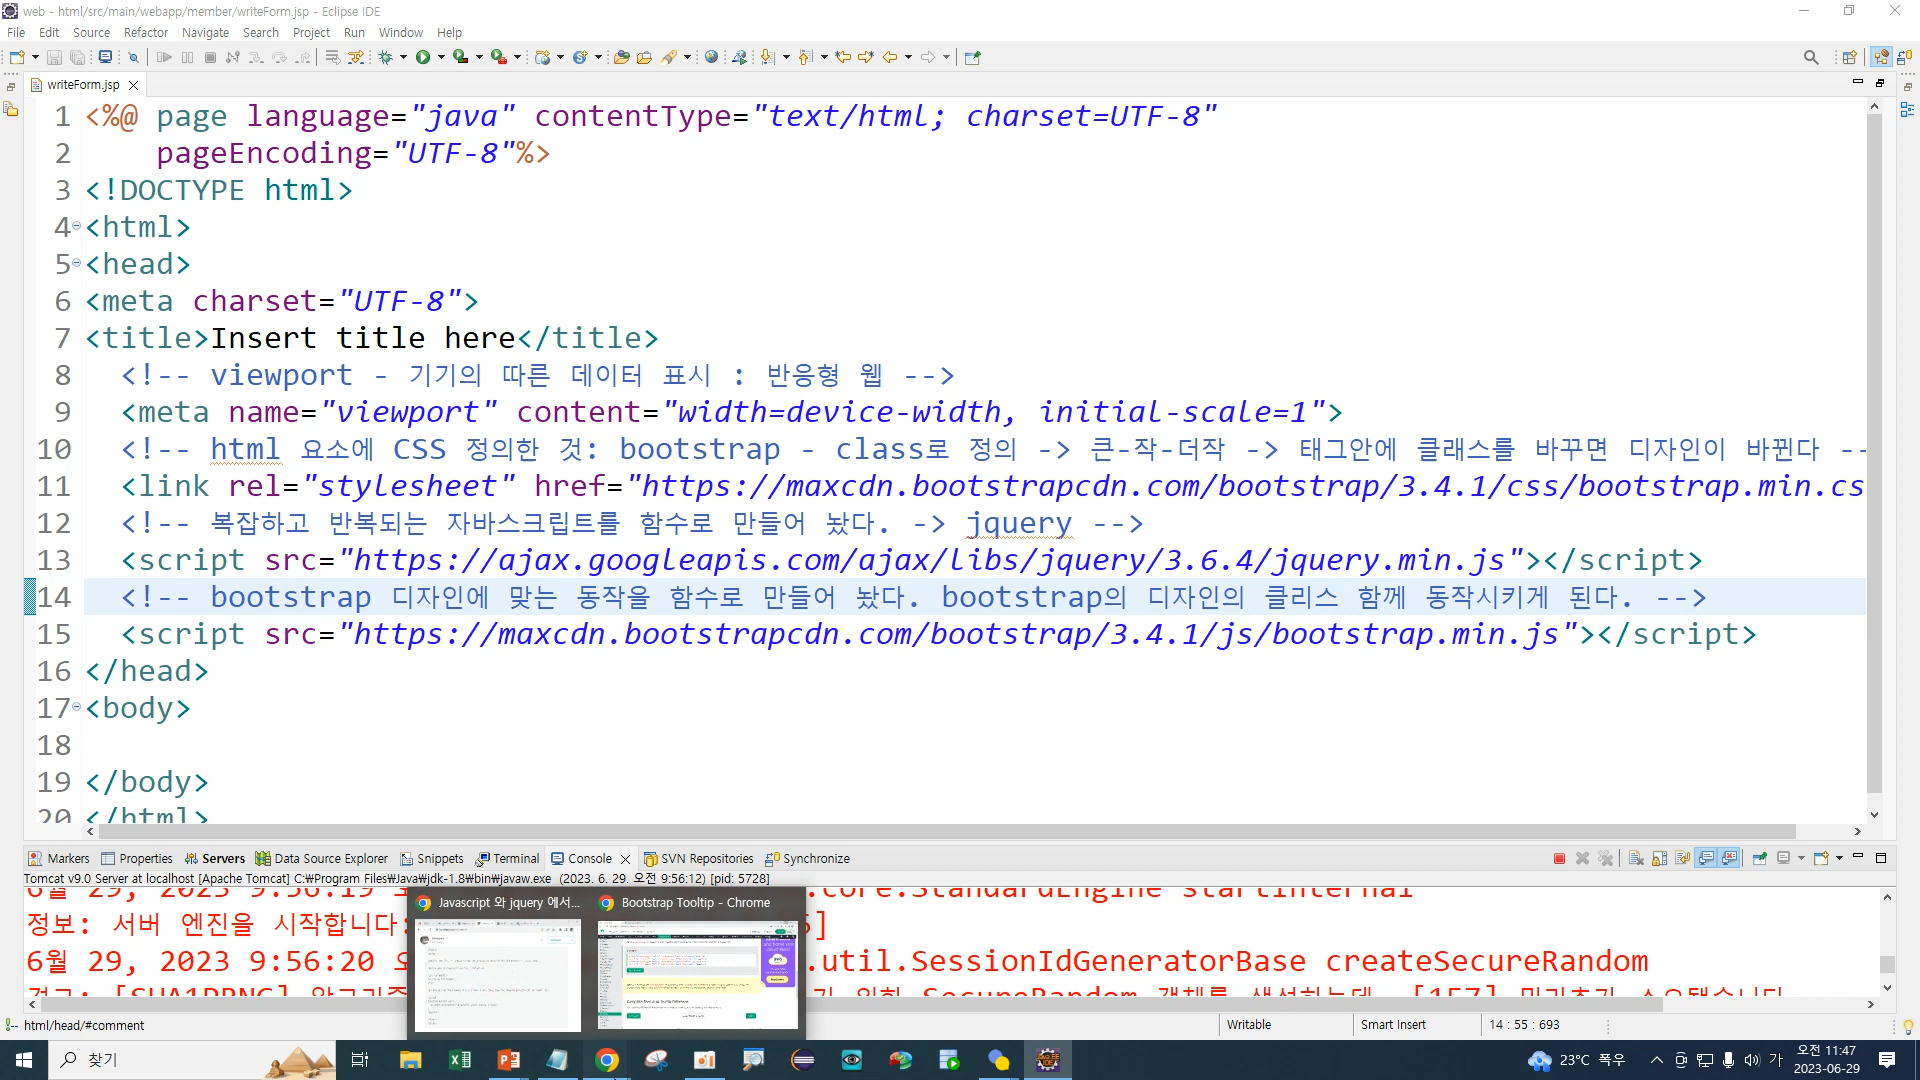 web - html/src/main/webapp/member/writeForm.jsp - Eclipse IDE
File Edit Source Refactor Navigate Search Project Run Window Help
writeForm.jsp
1 <%@ page language="java" contentType="text/html; charset=UTF-8"
2 pageEncoding="UTF-8"%>
3 <!DOCTYPE html>
4 <html>
5 <head>
6 <meta charset="UTF-8">
7 <title>Insert title here</title>
8 <!-- viewport - 기기의 따른 데이터 표시 : 반응형 웹 -->
9 <meta name="viewport" content="width=device-width, initial-scale=1">
10 <!-- html 요소에 CSS 정의한 것: bootstrap - class로 정의 -> 큰-작-더작 -> 태그안에 클래스를 바꾸면 디자인이 바뀐다 --
11 <link rel="stylesheet" href="https://maxcdn.bootstrapcdn.com/bootstrap/3.4.1/css/bootstrap.min.cs
12 <!-- 복잡하고 반복되는 자바스크립트를 함수로 만들어 놨다. -> jquery -->
13 <script src="https://ajax.googleapis.com/ajax/libs/jquery/3.6.4/jquery.min.js"></script>
14 <!-- bootstrap 디자인에 맞는 동작을 함수로 만들어 놨다. bootstrap의 디자인의 클리스 함께 동작시키게 된다. -->
15 <script src="https://maxcdn.bootstrapcdn.com/bootstrap/3.4.1/js/bootstrap.min.js"></script>
16 </head>
17 <body>
18
19 </body>
20 </html>
Markers Properties Servers Data Source Explorer Snippets Terminal Console SVN Repositories Synchronize
Tomcat v9.0 Server at localhost [Apache Tomcat] C:₩Program Files₩Java₩jdk-1.8₩bin₩javaw.exe (2023. 6. 29. 오전 9:56:12) [pid: 5728]
6월 29, 2023 9:56:19 .core.StandardEngine startInternal
정보: 서버 엔진을 시작합니다:
6월 29, 2023 9:56:20 .util.SessionIdGeneratorBase createSecureRandom
Javascript 와 jquery 에서...
Bootstrap Tooltip - Chrome
html/head/#comment
Writable
Smart Insert
14 : 55 : 693
찾기
23°C 폭우
가
오전 11:47
2023-06-29